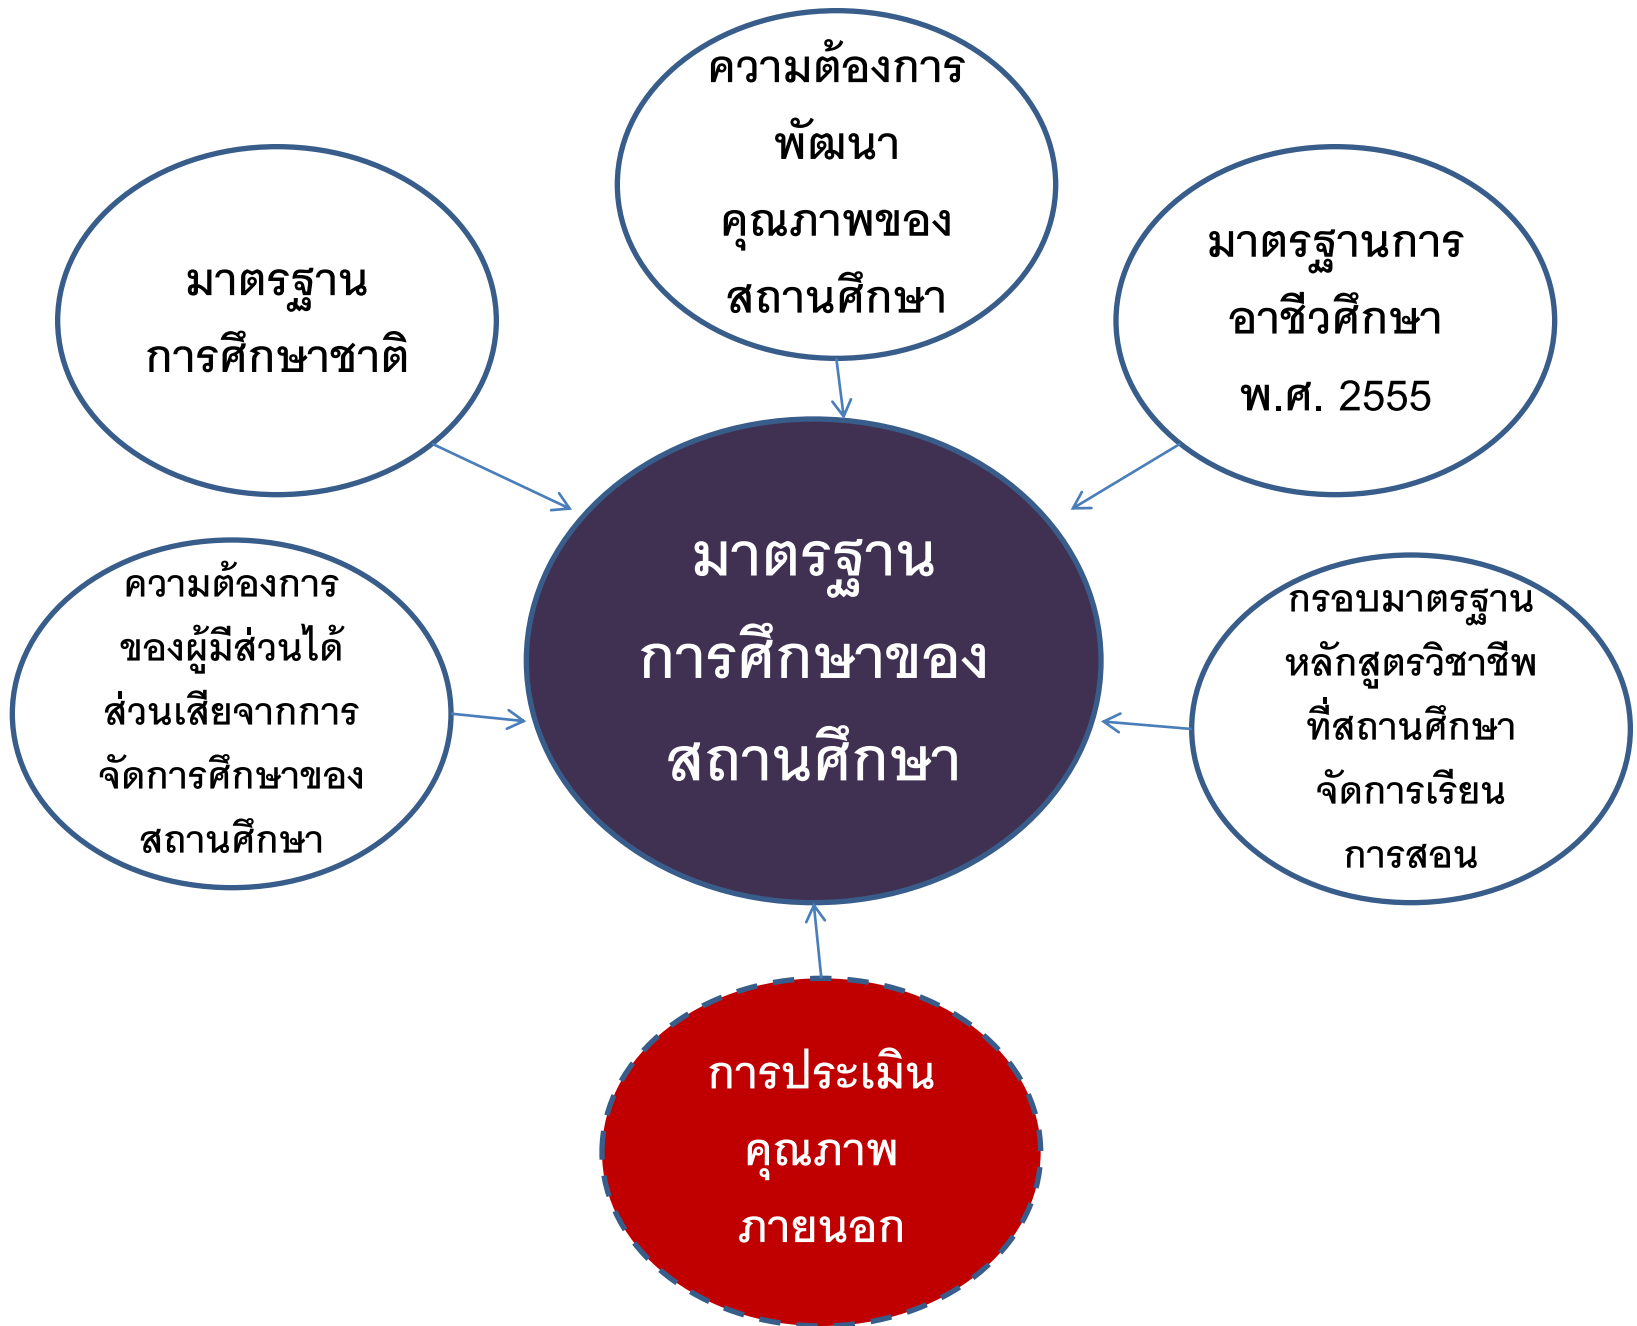 ความต้องการ
พัฒนา
คุณภาพของ
สถานศึกษา
มาตรฐาน
การศึกษาชาติ
มาตรฐานการ
อาชีวศึกษา
พ.ศ. 2555
มาตรฐาน
การศึกษาของ
สถานศึกษา
ความต้องการ
ของผู้มีส่วนได้
ส่วนเสียจากการ
จัดการศึกษาของ
สถานศึกษา
กรอบมาตรฐาน
หลักสูตรวิชาชีพ
ที่สถานศึกษา
จัดการเรียน
การสอน
การประเมิน
คุณภาพ
ภายนอก